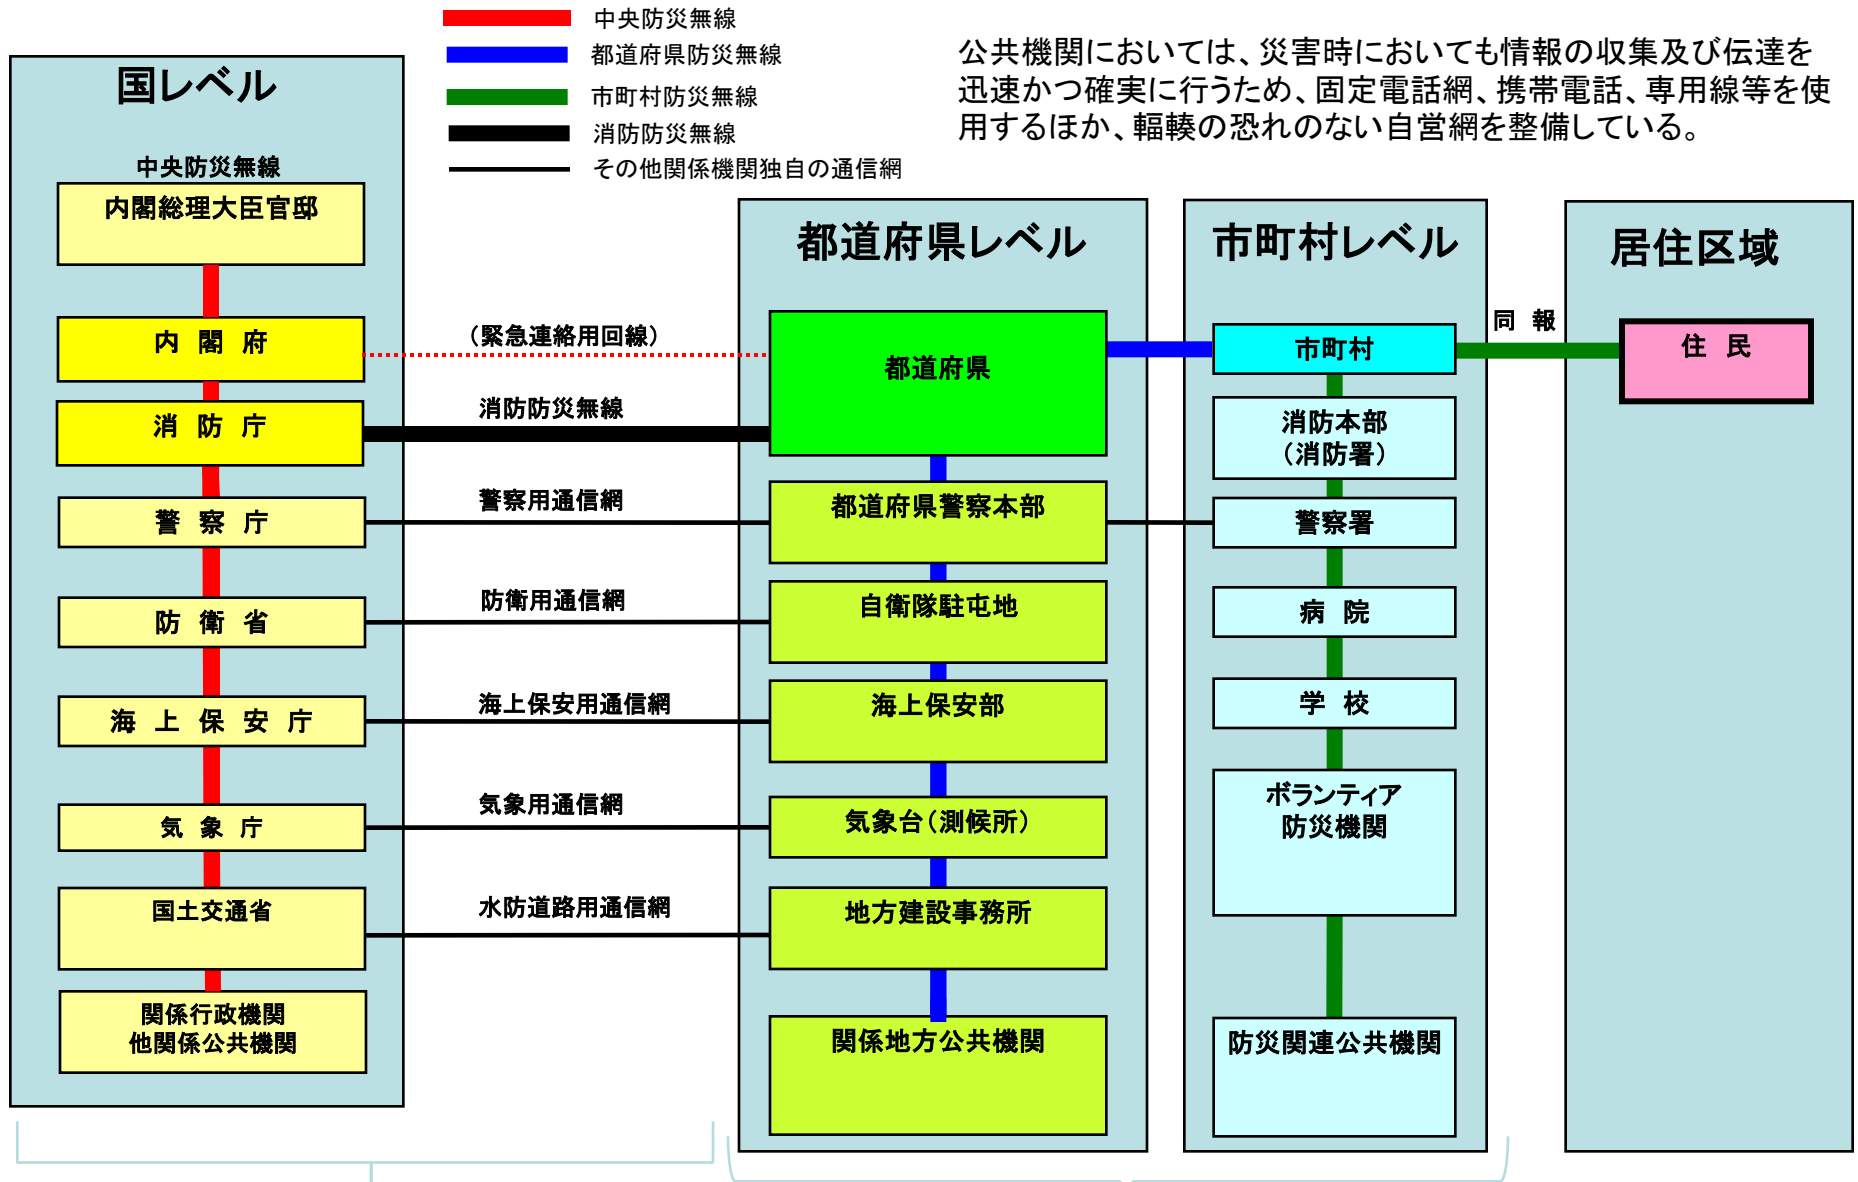 中央防災無線
都道府県防災無線
市町村防災無線
消防防災無線
その他関係機関独自の通信網
公共機関においては、災害時においても情報の収集及び伝達を
迅速かつ確実に行うため、固定電話網、携帯電話、専用線等を使
用するほか、輻輳の恐れのない自営網を整備している。
国レベル
中央防災無線
内閣総理大臣官邸
内閣府
消防庁
警察庁
防衛省
海上保安庁
気象庁
国土交通省
関係行政機関
他関係公共機関
（緊急連絡用回線）
消防防災無線
警察用通信網
防衛用通信網
海上保安用通信網
気象用通信網
水防道路用通信網
都道府県レベル
都道府県
都道府県警察本部
自衛隊駐屯地
海上保安部
気象台（測候所）
地方建設事務所
関係地方公共機関
市町村レベル
市町村
消防本部
（消防署）
警察署
病院
学校
ボランティア
防災機関
防災関連公共機関
同報
居住区域
住民